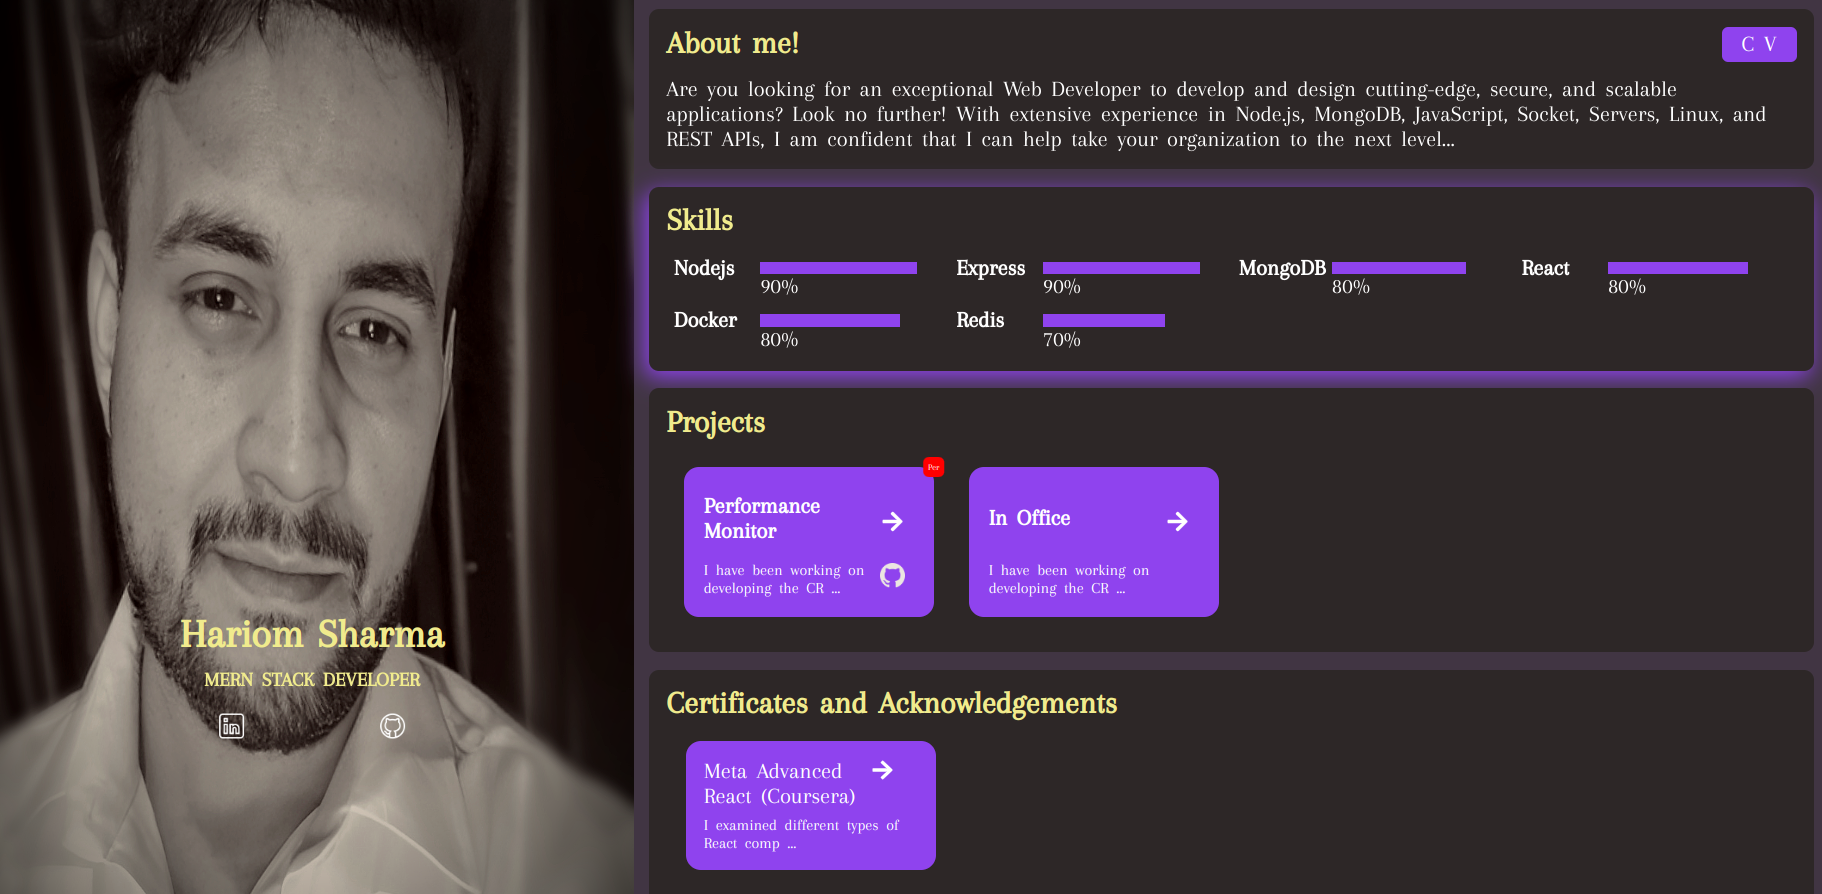 Hariom Sharma
MERN STACK DEVELOPER
About me!
CV
Are you looking for an exceptional Web Developer to develop and design cutting-edge, secure, and scalable
applications? Look no further! With extensive experience in Node.js, MongoDB, JavaScript, Socket, Servers, Linux, and
REST APIs, I am confident that I can help take your organization to the next level...
Skills
Nodejs
90%
Express
90%
MongoDB
80%
React
80%
Docker
80%
Redis
70%
Projects
Per
Performance
Monitor
I have been working on
developing the CR ...
In Office
I have been working on
developing the CR ...
Certificates and Acknowledgements
Meta Advanced
React (Coursera)
I examined different types of
React comp ...